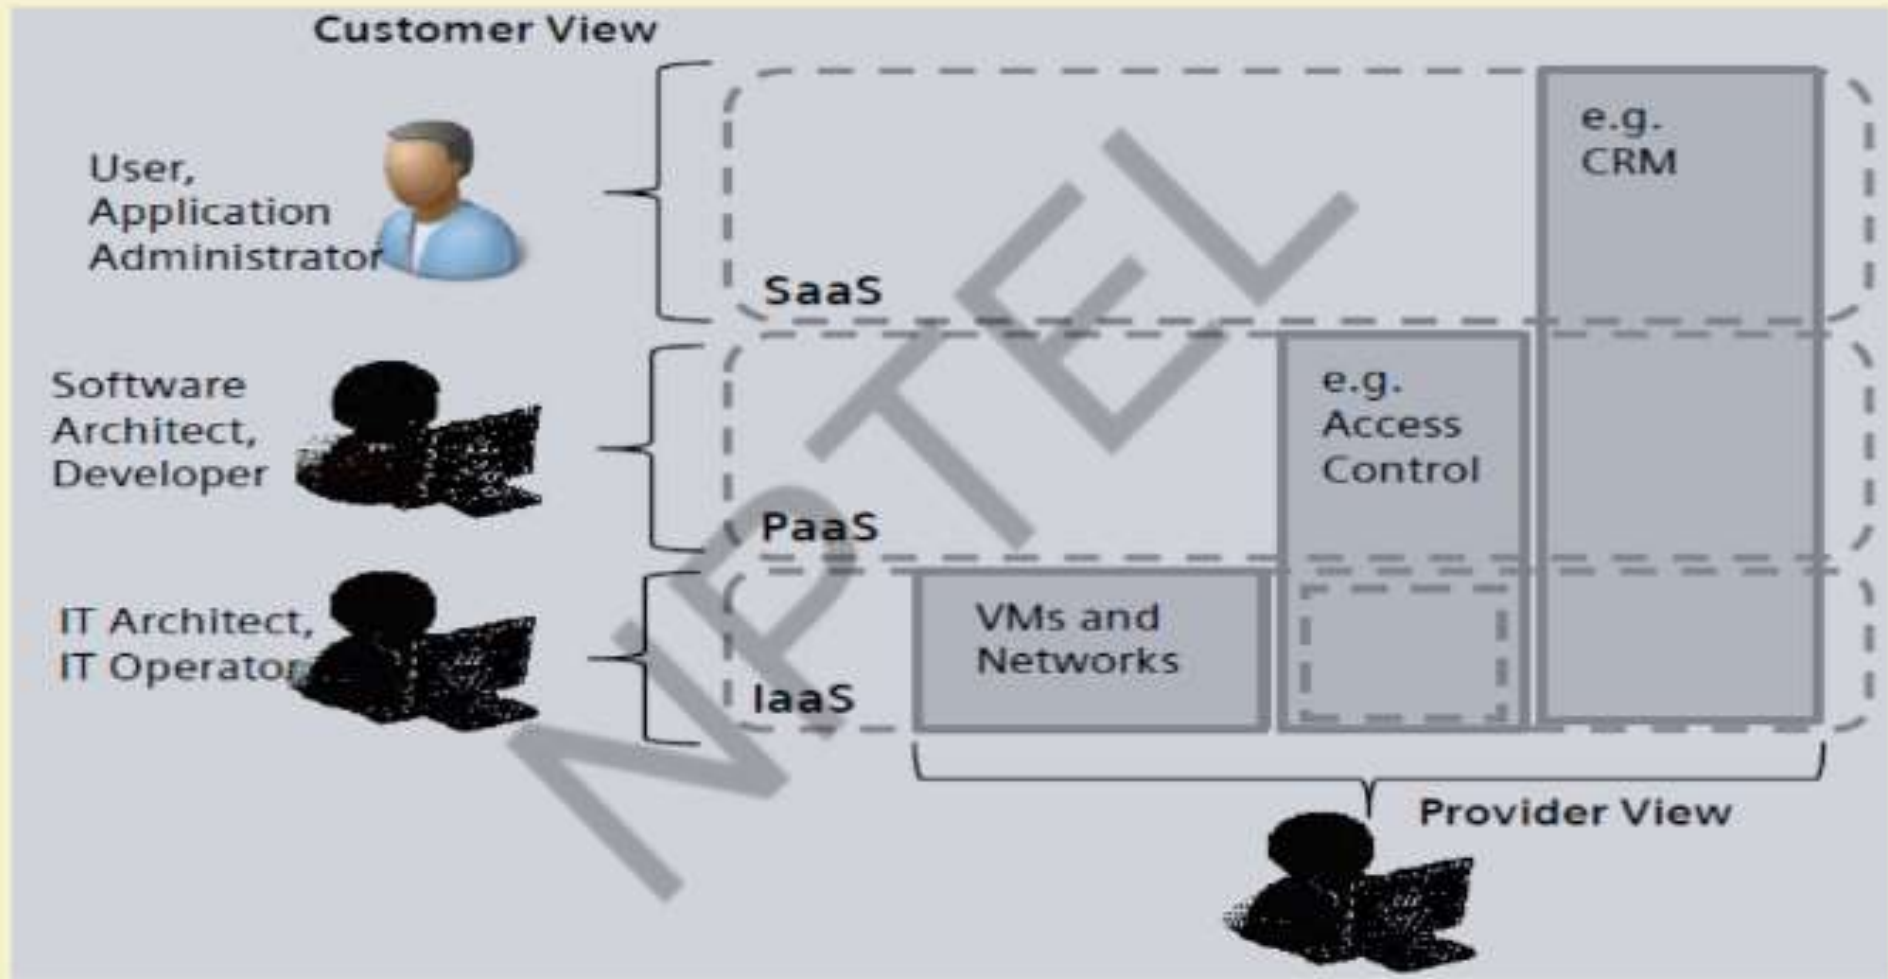 Customer View
User,
Application
Administrator
SaaS
e.g.
CRM
Software
Architect,
Developer
PaaS
e.g.
Access
Control
IT Architect,
IT Operator
IaaS
VMs and
Networks
Provider View
NPTEL